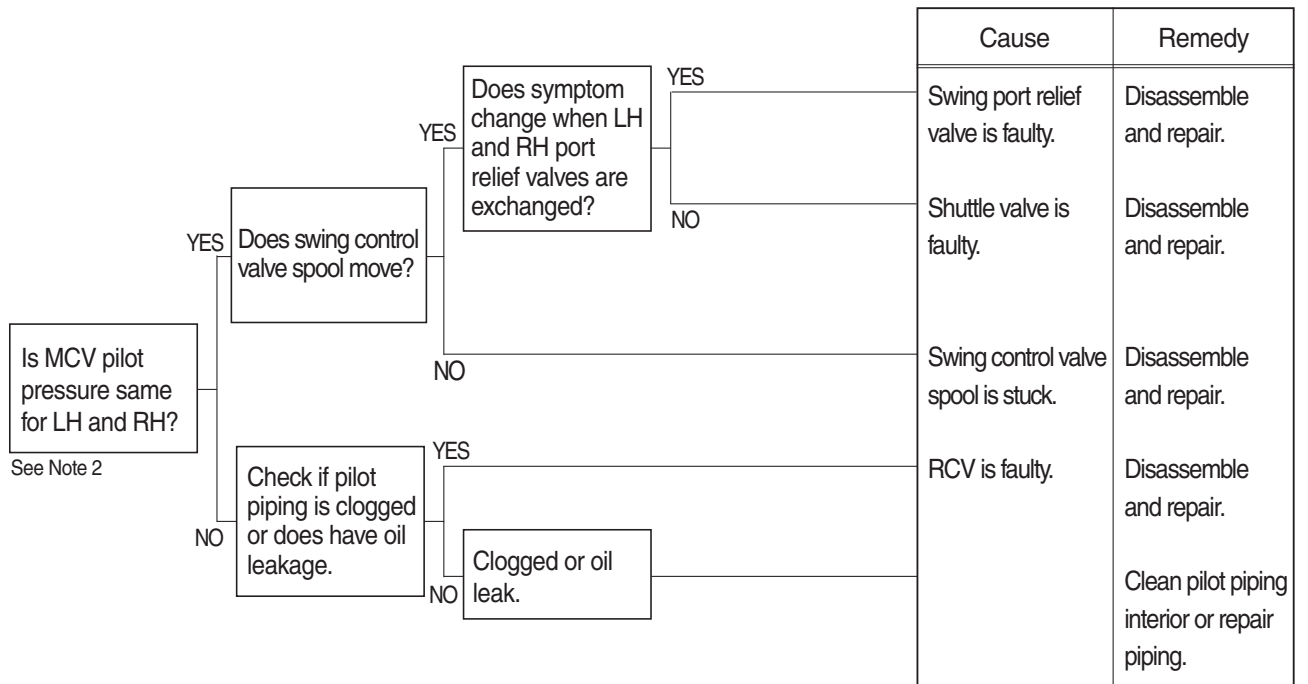 Cause
Remedy
YES
Does symptom
change when LH
and RH port
relief valves are
exchanged?
YES
NO
Swing port relief
valve is faulty.
Disassemble
and repair.
Shuttle valve is
faulty.
Disassemble
and repair.
YES
Does swing control
valve spool move?
NO
Swing control valve
spool is stuck.
Disassemble
and repair.
Is MCV pilot
pressure same
for LH and RH?
See Note 2
NO
Check if pilot
piping is clogged
or does have oil
leakage.
YES
RCV is faulty.
Disassemble
and repair.
NO
Clogged or oil
leak.
Clean pilot piping
interior or repair
piping.